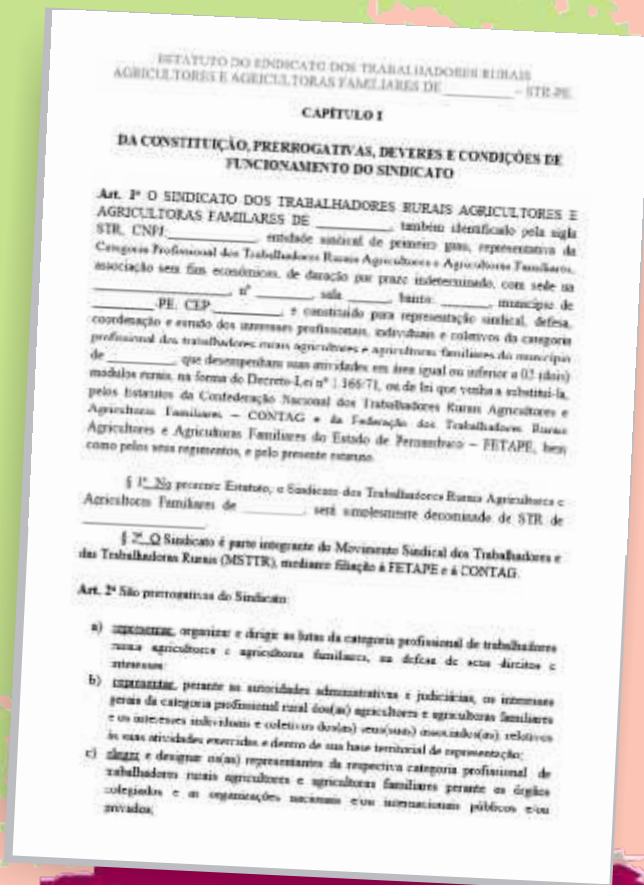 ESTATUTO DO SINDICATO DOS TRABALHADORES RURAIS
AGRICULTORES E AGRICULTORAS FAMILIARES DE __________ – STR-PE
CAPÍTULO I
DA CONSTITUIÇÃO, PRERROGATIVAS, DEVERES E CONDIÇÕES DE
FUNCIONAMENTO DO SINDICATO
Art. 1º O SINDICATO DOS TRABALHADORES RURAIS AGRICULTORES E
AGRICULTORAS FAMILARES DE ___________, também identificado pela sigla
STR, CNPJ:_____________, entidade sindical de primeiro grau, representativa da
Categoria Profissional dos Trabalhadores Rurais Agricultores e Agricultoras Familiares,
associação sem fins econômicos, de duração por prazo indeterminado, com sede na
____________________, nº ________, sala ______, bairro: _______, município de
_________-PE, CEP:__________, é constituído para representação sindical, defesa,
coordenação e estudo dos interesses profissionais, individuais e coletivos da categoria
profissional dos trabalhadores rurais agricultores e agricultoras familiares do município
de __________, que desempenham suas atividades em área igual ou inferior a 02 (dois)
módulos rurais, na forma do Decreto-Lei nº 1.166/71, ou de lei que venha a substituí-la,
pelos Estatutos da Confederação Nacional dos Trabalhadores Rurais Agricultores e
Agricultoras Familiares – CONTAG e da Federação dos Trabalhadores Rurais
Agricultores e Agricultoras Familiares do Estado de Pernambuco – FETAPE, bem
como pelos seus regimentos, e pelo presente estatuto.
§ 1º No presente Estatuto, o Sindicato dos Trabalhadores Rurais Agricultores e
Agricultores Familiares de _________, será simplesmente denominado de STR de
__________________.
§ 2º O Sindicato é parte integrante do Movimento Sindical dos Trabalhadores e
das Trabalhadoras Rurais (MSTTR), mediante filiação à FETAPE e à CONTAG.
Art. 2º São prerrogativas do Sindicato:
a) representar, organizar e dirigir as lutas da categoria profissional de trabalhadores
rurais agricultores e agricultoras familiares, na defesa de seus direitos e
interesses;
b) representar, perante as autoridades administrativas e judiciárias, os interesses
gerais da categoria profissional rural dos(as) agricultores e agricultoras familiares
e os interesses individuais e coletivos dos(as) seus(suas) associados(as), relativos
às suas atividades exercidas e dentro de sua base territorial de representação;
c) eleger e designar os(as) representantes da respectiva categoria profissional de
trabalhadores rurais agricultores e agricultoras familiares perante os órgãos
colegiados e as organizações nacionais e/ou internacionais públicos e/ou
privados;